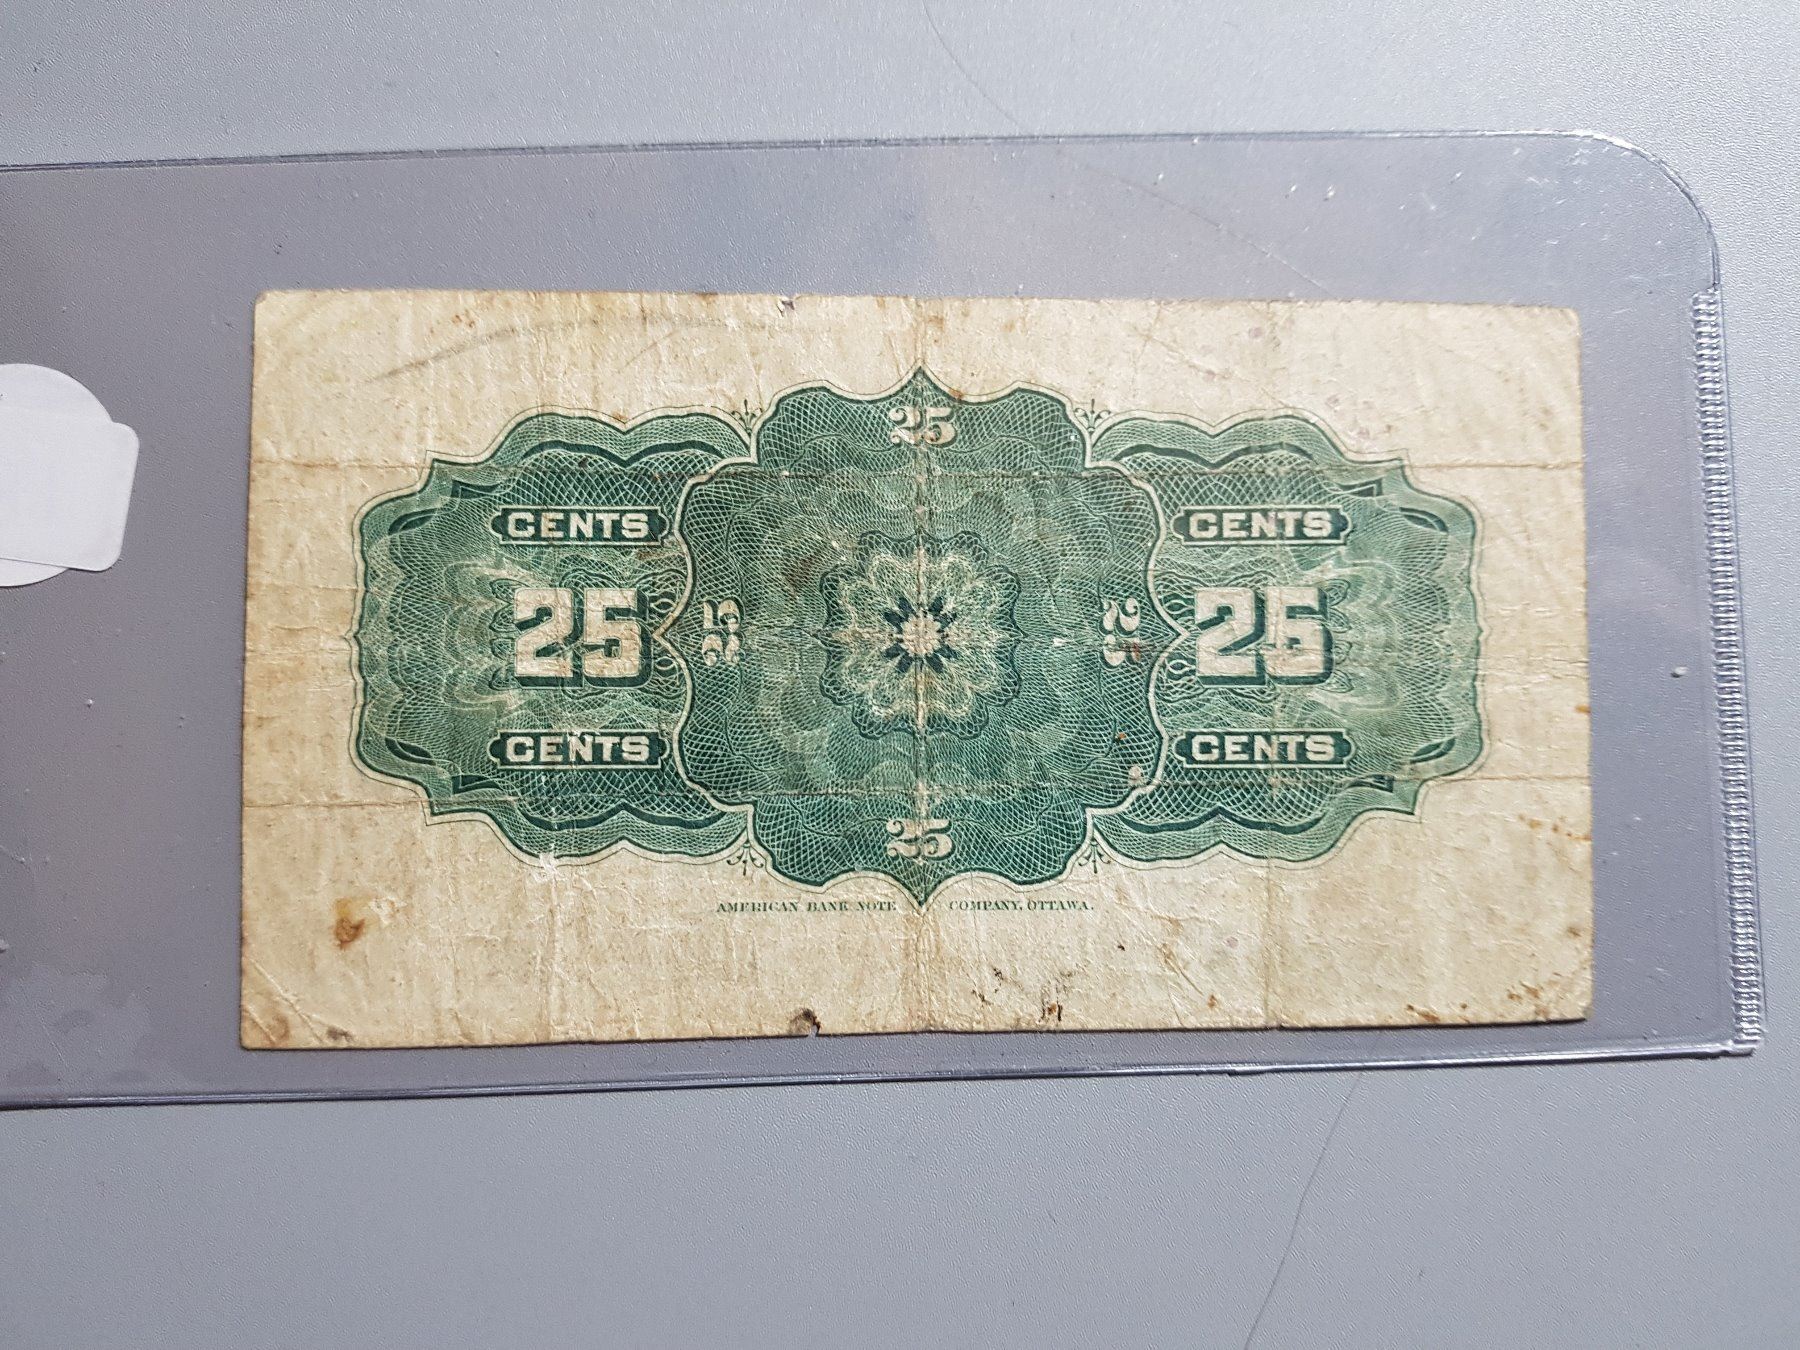 25
CENTS CENTS
25 25 25 25
CENTS CENTS
25
AMERICAN BANK NOTE COMPANY, OTTAWA.